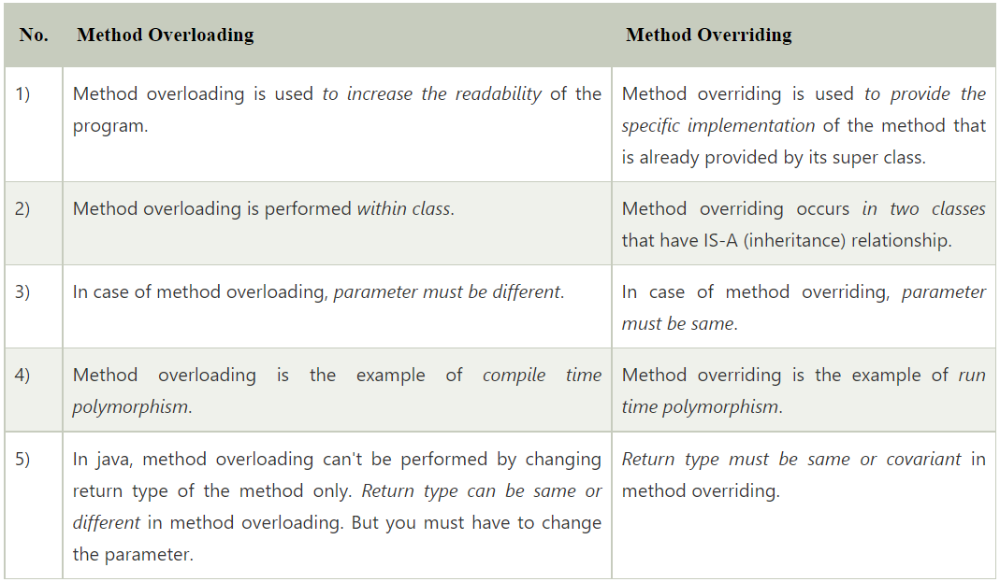 No. Method Overloading Method Overriding
1) Method overloading is used to increase the readability of the
program.
Method overriding is used to provide the
specific implementation of the method that
is already provided by its super class.
2) Method overloading is performed within class.
Method overriding occurs in two classes
that have IS-A (inheritance) relationship.
3) In case of method overloading, parameter must be different.
In case of method overriding, parameter
must be same.
4) Method overloading is the example of compile time
polymorphism.
Method overriding is the example of run
time polymorphism.
5) In java, method overloading can't be performed by changing
return type of the method only. Return type can be same or
different in method overloading. But you must have to change
the parameter.
Return type must be same or covariant in
method overriding.